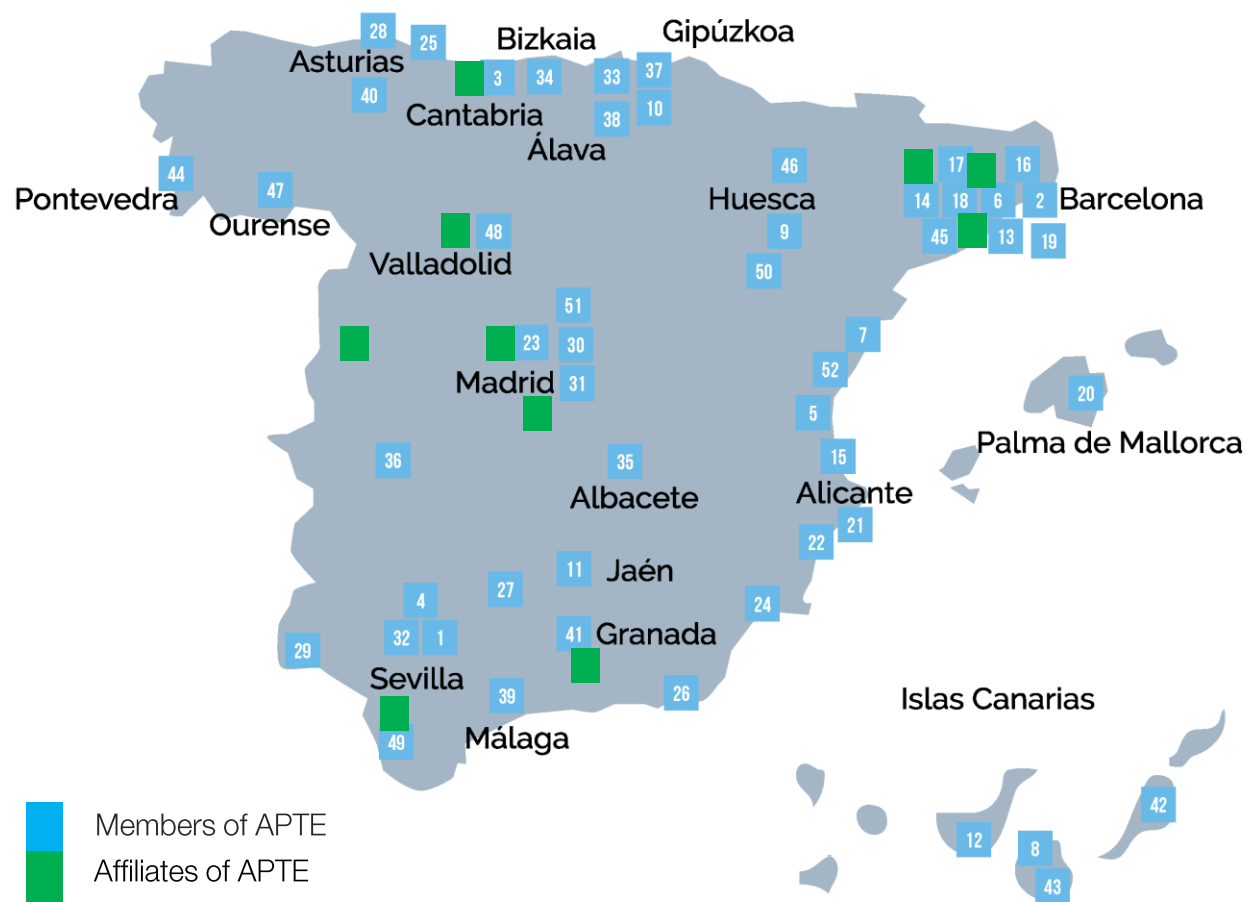 28
25
Bizkaia
Gipúzkoa
Asturias
3
34
33
37
40
Cantabria
38
10
Álava
44
Pontevedra
47
Ourense
46
Huesca
17
16
14
18
6
2
Barcelona
48
Valladolid
9
45
13
19
50
51
23
30
7
Madrid
31
52
20
5
Palma de Mallorca
36
35
15
Albacete
Alicante
22
21
11
Jaén
27
4
24
32
1
41
Granada
29
Sevilla
39
26
Islas Canarias
49
Málaga
42
Members of APTE
12
8
Affiliates of APTE
43